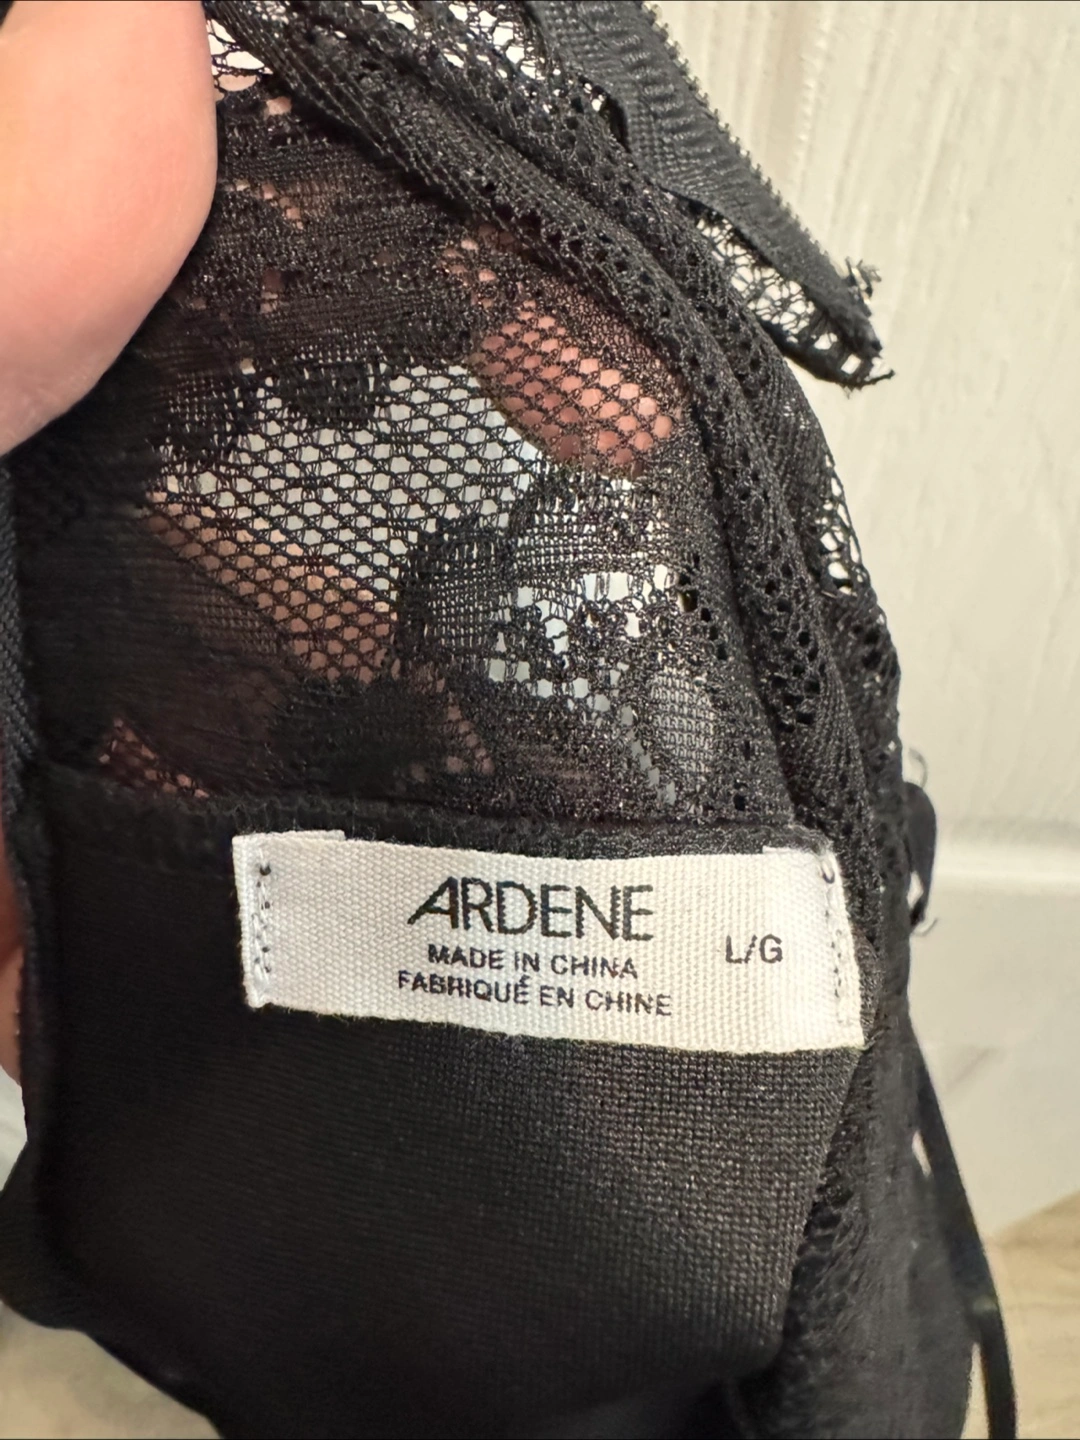 ARDENE
MADE IN CHINA
FABRIQUÉ EN CHINE
L/G